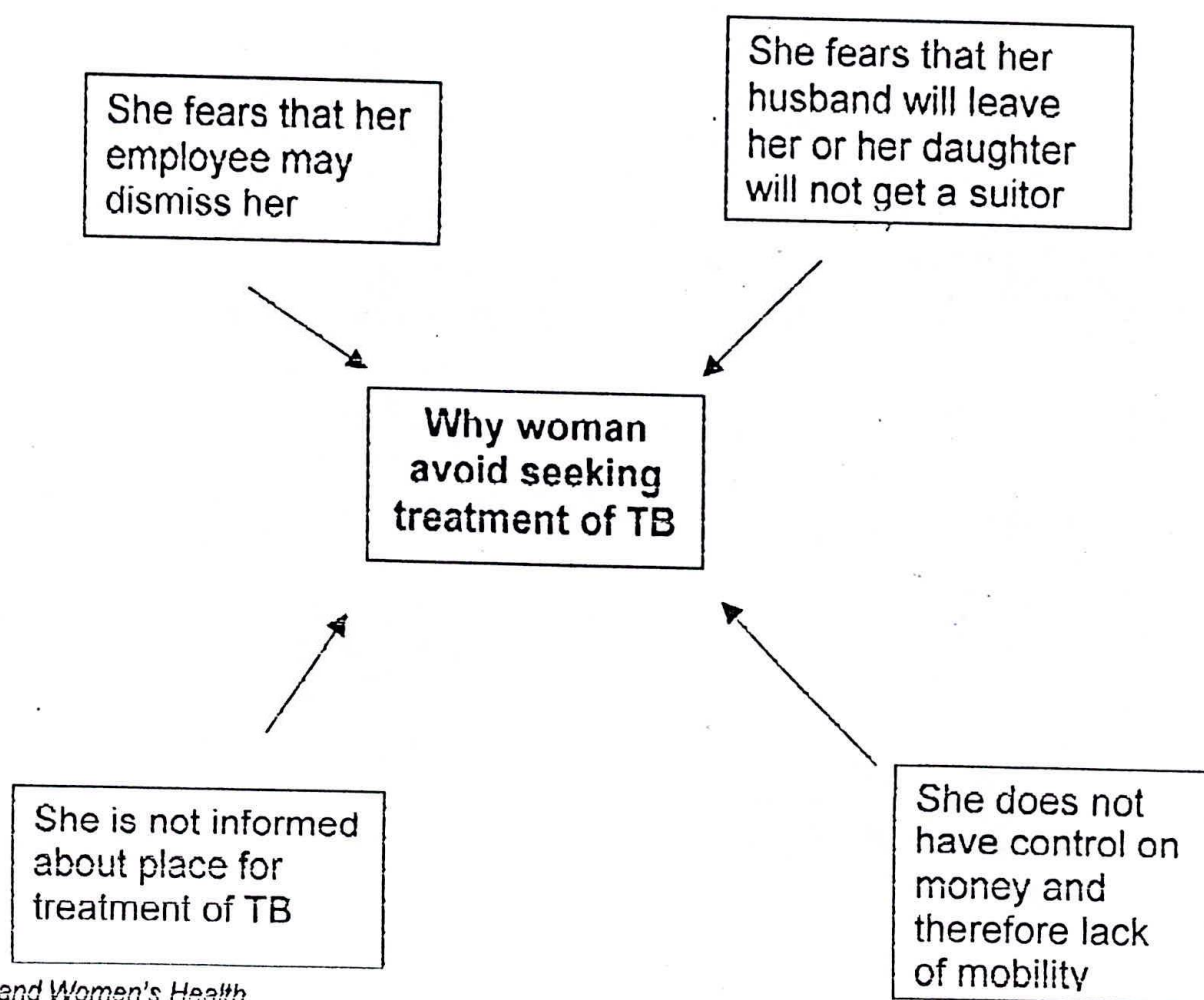 She fears that her
employee may
dismiss her
She fears that her
husband will leave
her or her daughter
will not get a suitor
Why woman
avoid seeking
treatment of TB
She is not informed
about place for
treatment of TB
She does not
have control on
money and
therefore lack
of mobility
and Women's Health